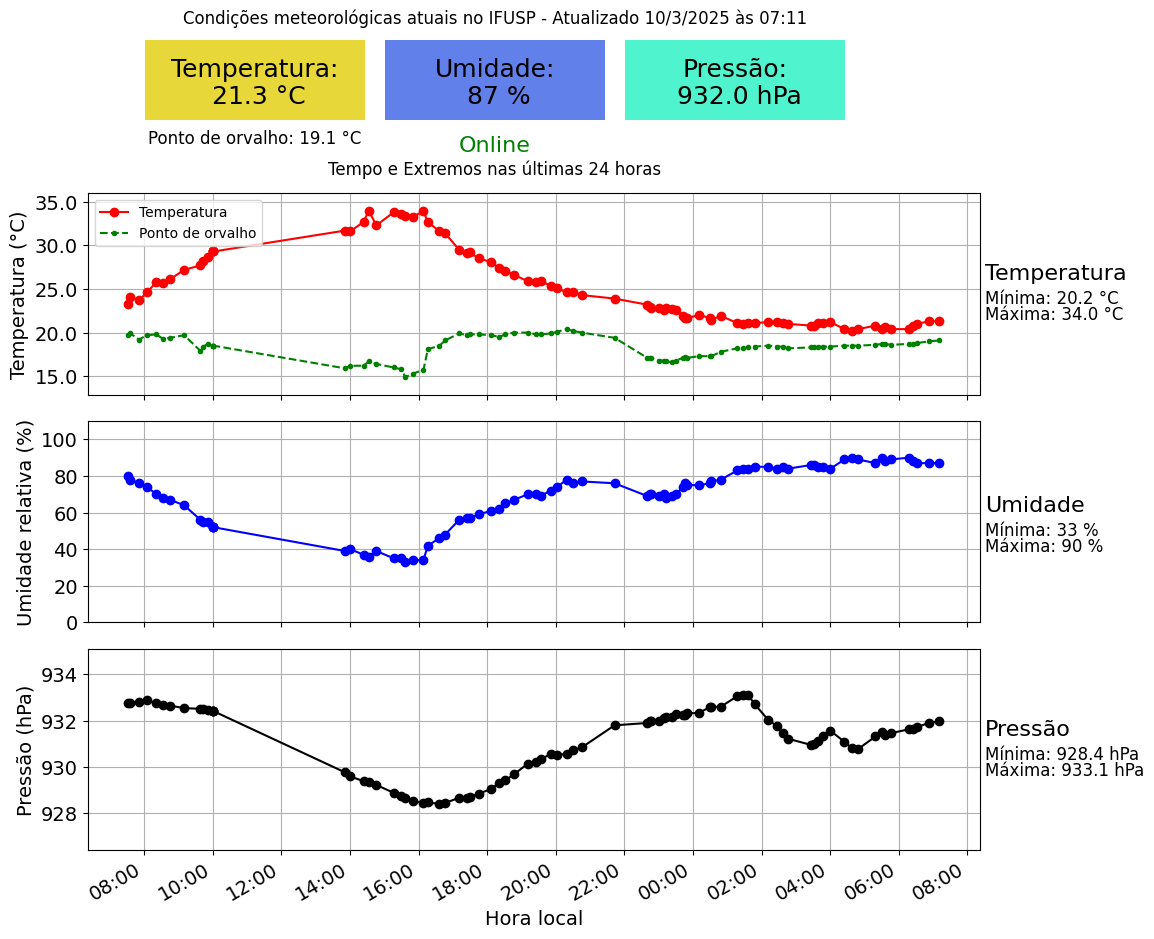 Condições meteorológicas atuais no IFUSP - Atualizado 10/3/2025 às 07:11
Temperatura:
21.3 °C
Umidade:
87 %
Pressão:
932.0 hPa
Ponto de orvalho: 19.1 °C
Online
Tempo e Extremos nas últimas 24 horas
Temperatura (°C)
35.0
30.0
25.0
20.0
15.0
Temperatura
Ponto de orvalho
Temperatura
Mínima: 20.2 °C
Máxima: 34.0 °C
Umidade relativa (%)
100
80
60
40
20
0
Umidade
Mínima: 33 %
Máxima: 90 %
Pressão (hPa)
934
932
930
928
Pressão
Mínima: 928.4 hPa
Máxima: 933.1 hPa
08:00 10:00 12:00 14:00 16:00 18:00 20:00 22:00 00:00 02:00 04:00 06:00 08:00
Hora local